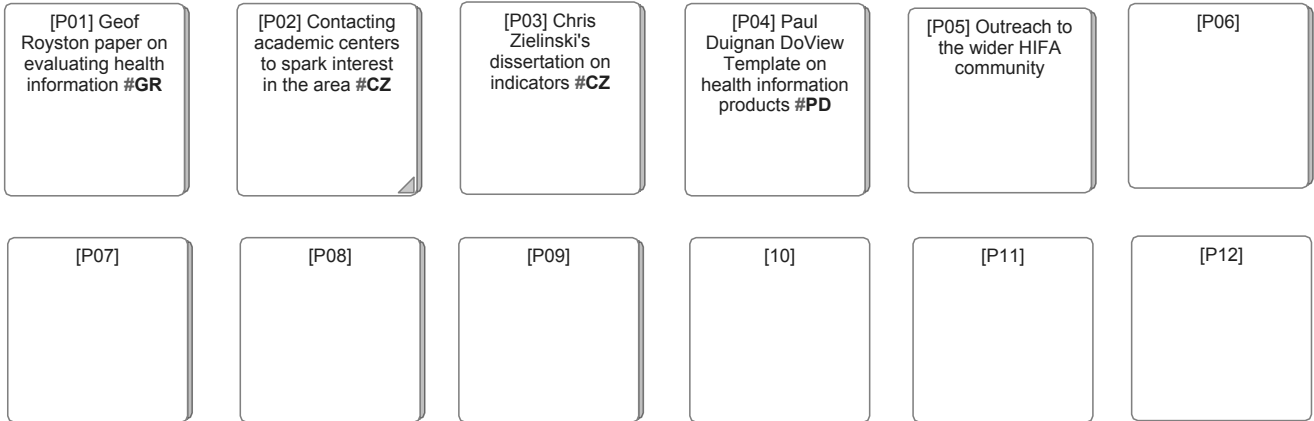 [P01] Geof
Royston paper on
evaluating health
information #GR
[P02] Contacting
academic centers
to spark interest
in the area #CZ
[P03] Chris
Zielinski's
dissertation on
indicators #CZ
[P04] Paul
Duignan DoView
Template on
health information
products #PD
[P05] Outreach to
the wider HIFA
community
[P06]
[P07]
[P08]
[P09]
[10]
[P11]
[P12]